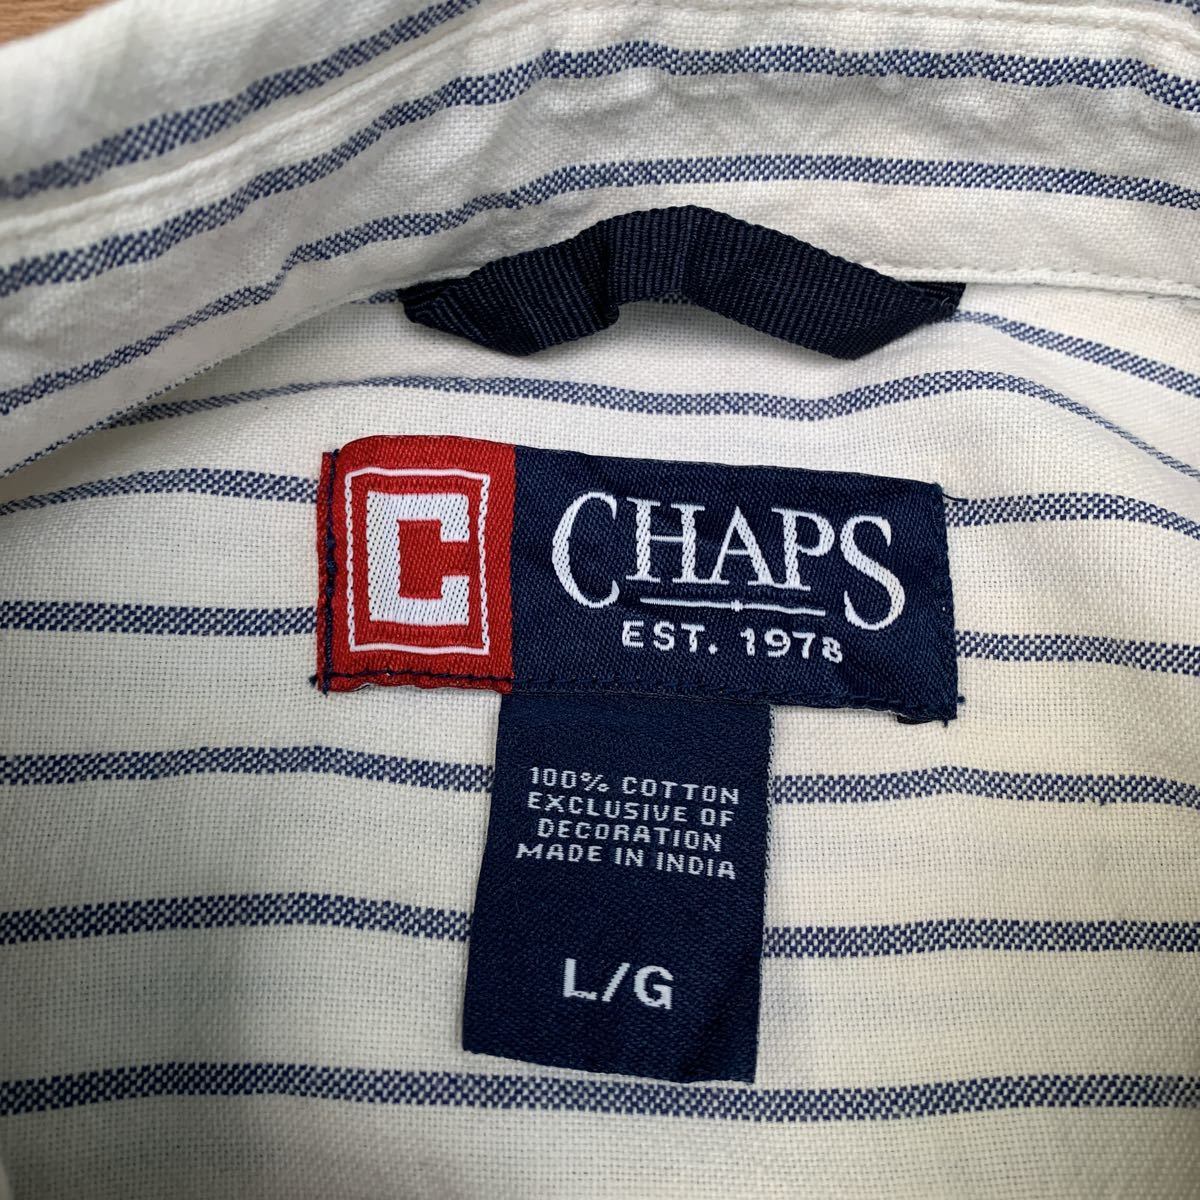 C
CHAPS
EST. 1978
100% COTTON
EXCLUSIVE OF
DECORATION
MADE IN INDIA
L/G